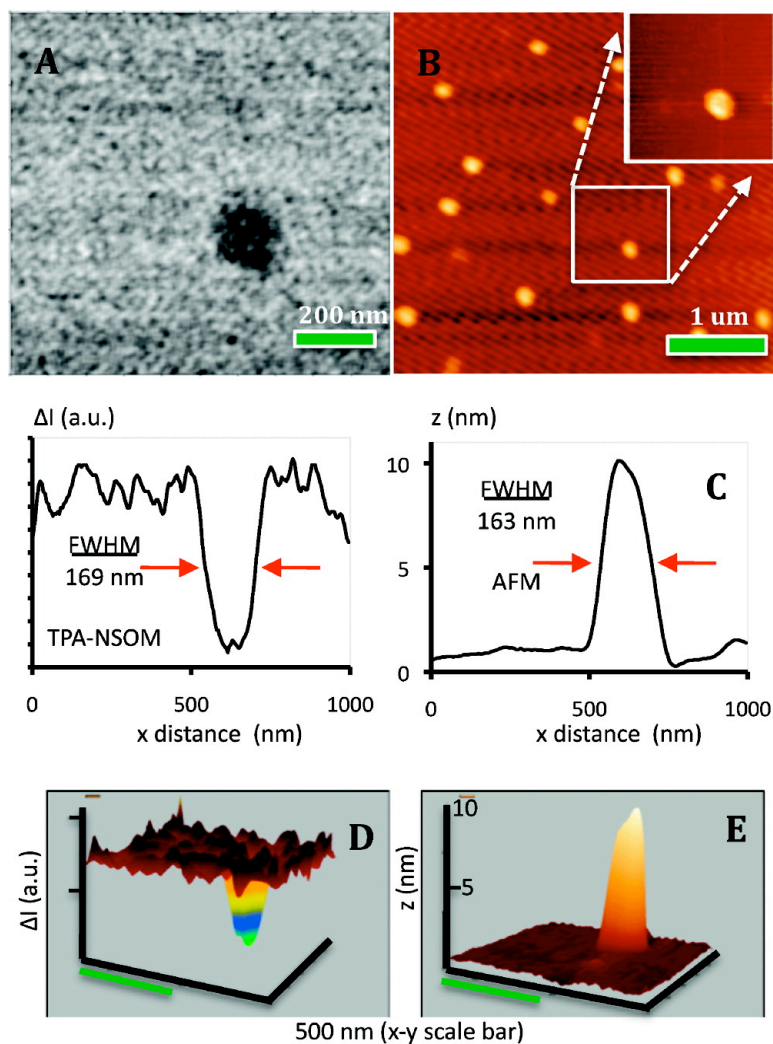 A
200 nm
B
1 um
ΔI (a.u.)
FWHM
169 nm
TPA-NSOM
0
500
1000
x distance (nm)
z (nm)
10
5
0
FWHM
163 nm
AFM
C
0
500
1000
x distance (nm)
D
ΔI (a.u.)
E
10
5
z (nm)
500 nm (x-y scale bar)